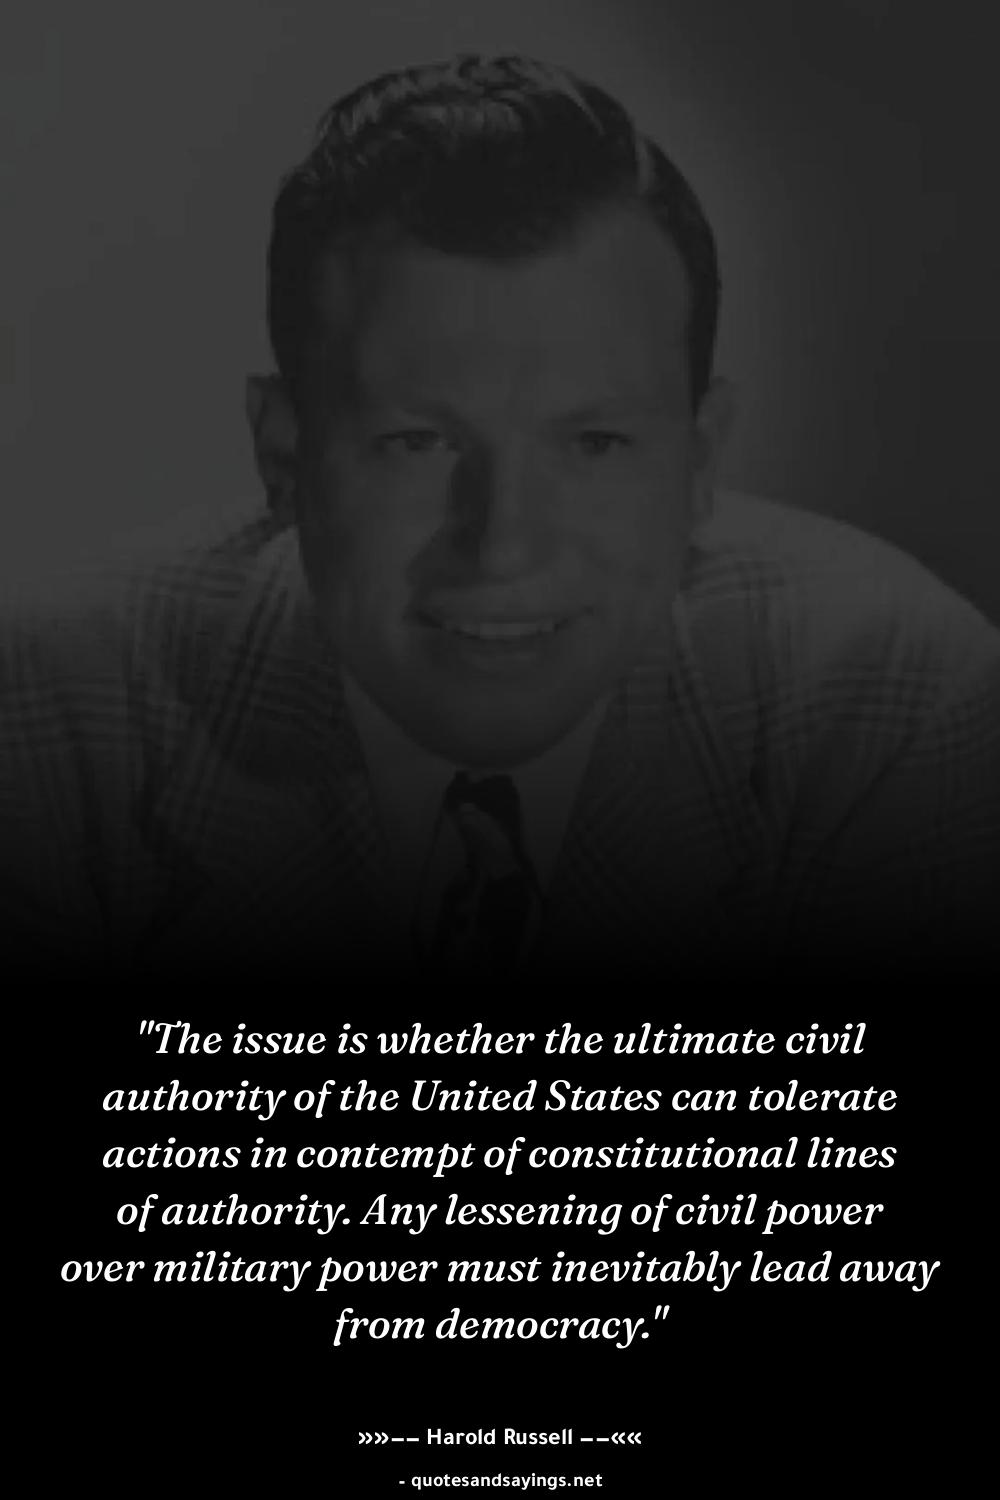 "The issue is whether the ultimate civil
authority of the United States can tolerate
actions in contempt of constitutional lines
of authority. Any lessening of civil power
over military power must inevitably lead away
from democracy."
»»−− Harold Russell −−««
- quotesandsayings.net